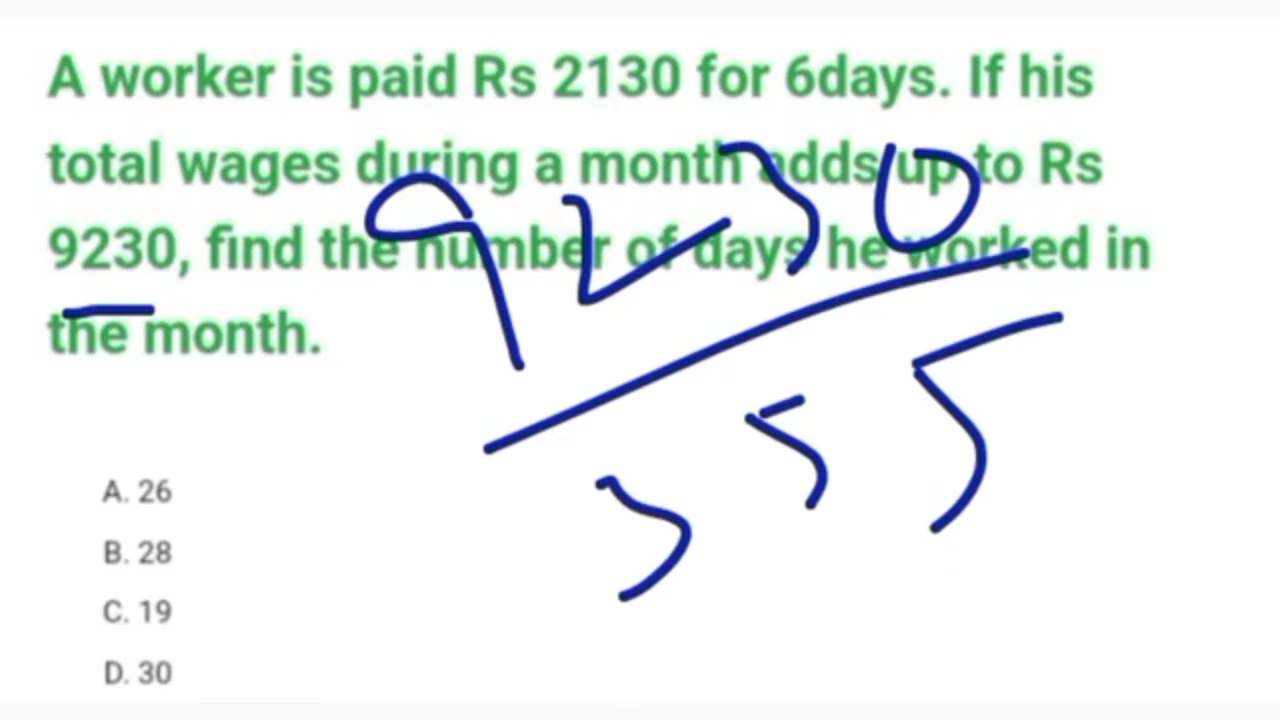 A worker is paid Rs 2130 for 6days. If his
total wages during a month adds up to Rs
9230, find the number of days he worked in
the month.
9230
355
A. 26
B. 28
C. 19
D. 30